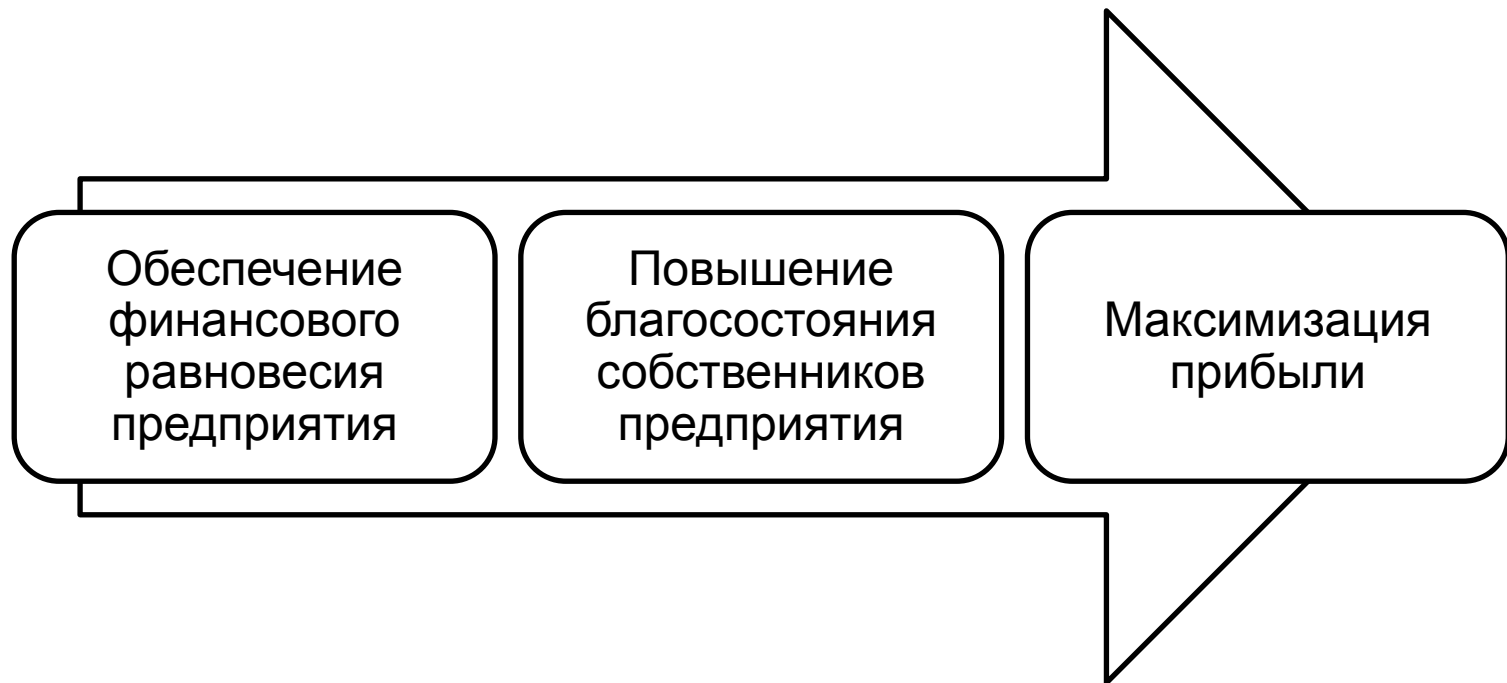 Обеспечение
финансового
равновесия
предприятия
Повышение
благосостояния
собственников
предприятия
Максимизация
прибыли